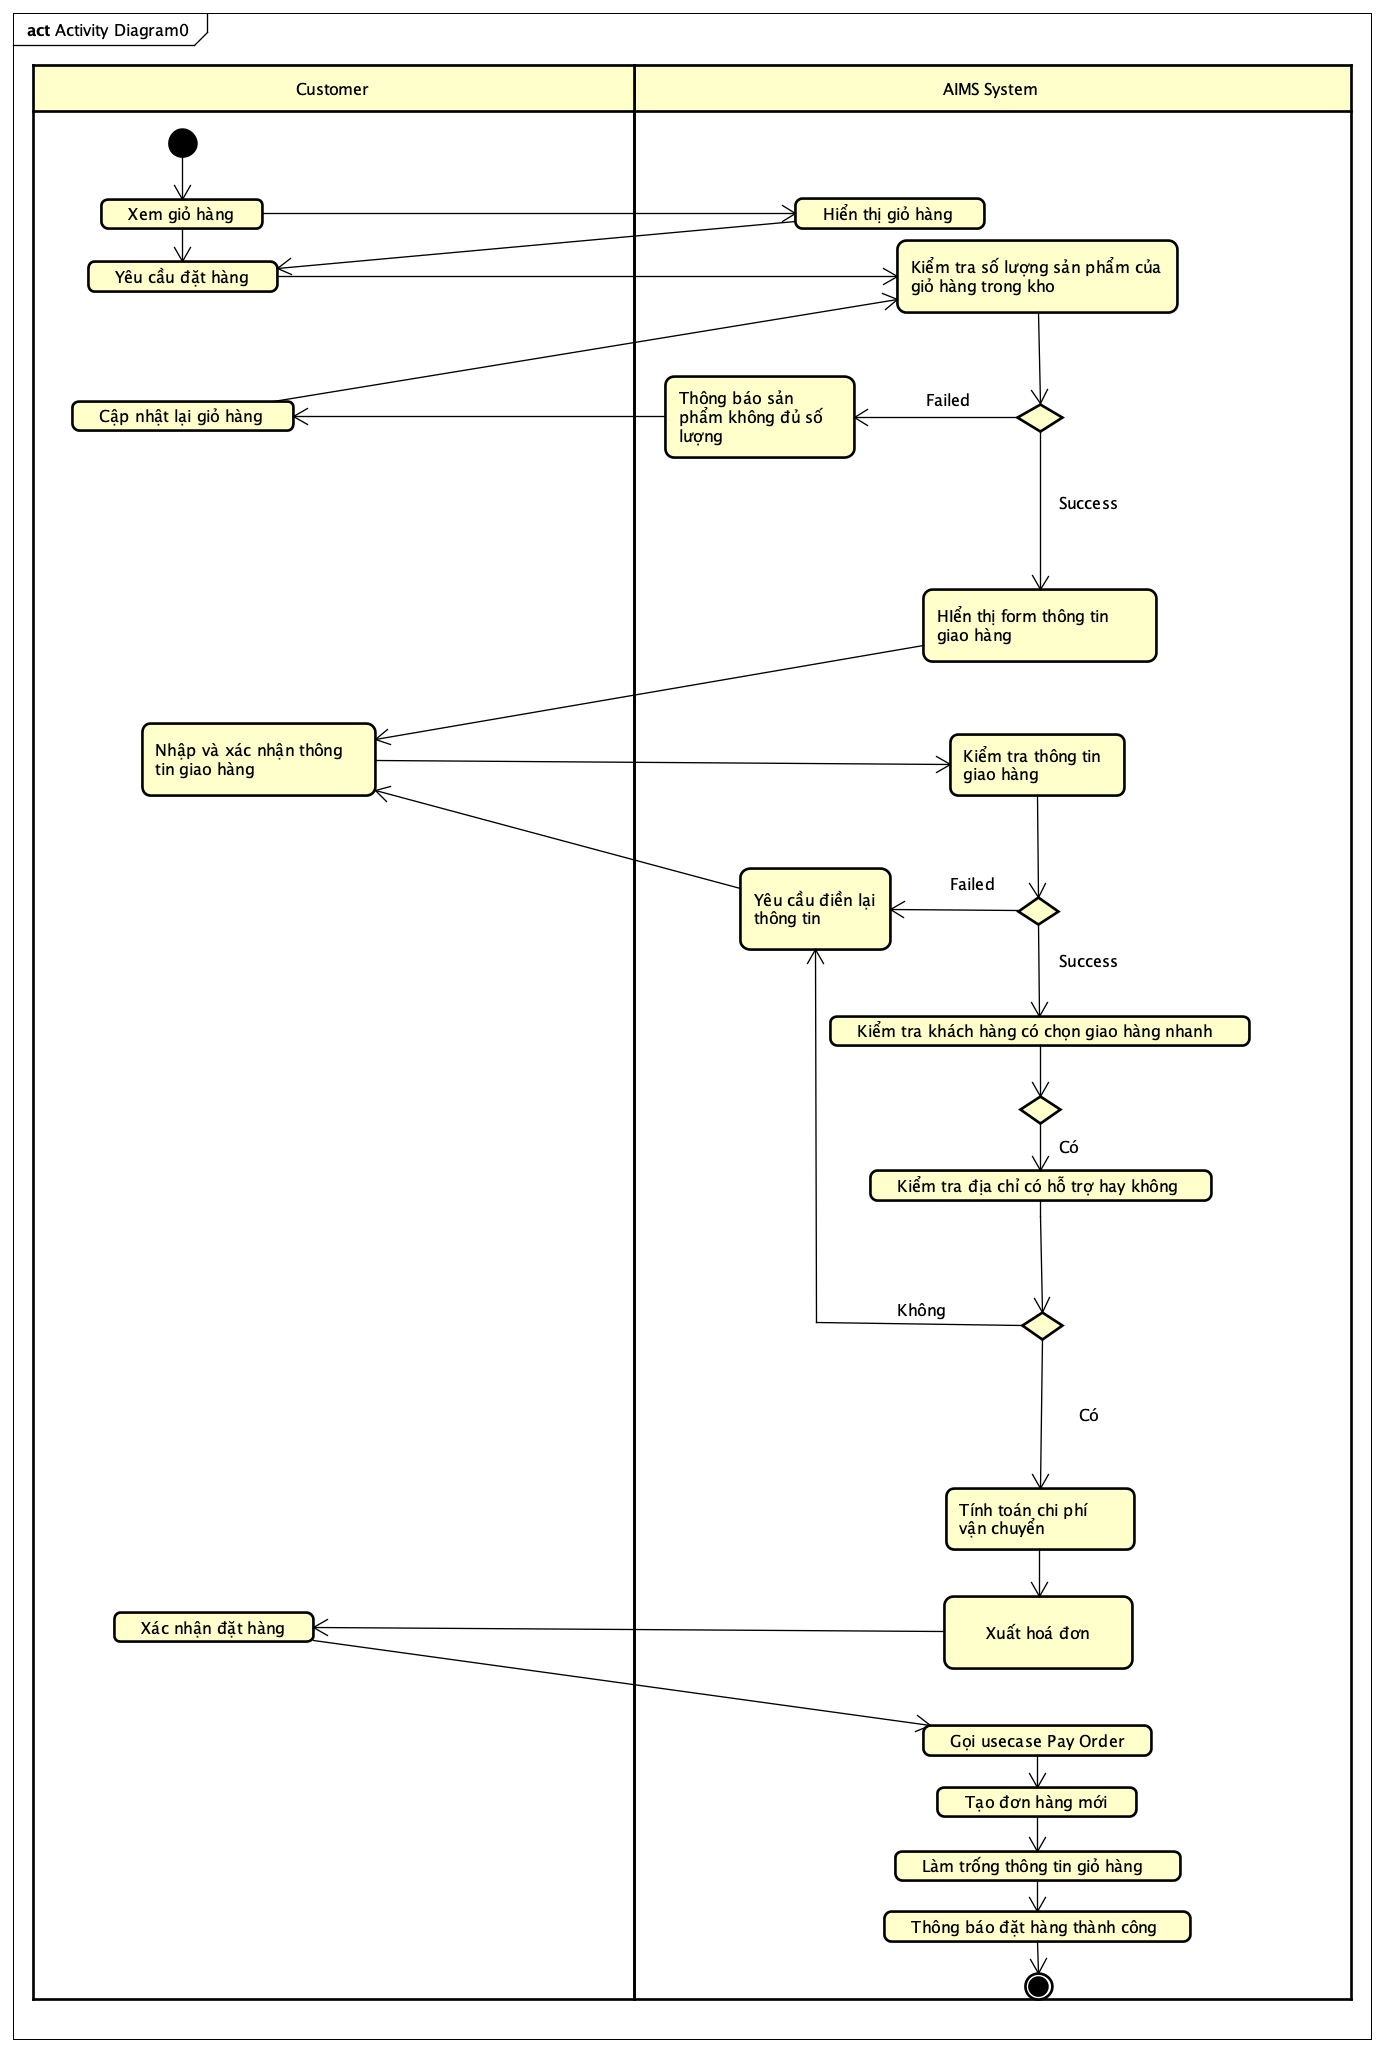 act Activity Diagram0
Customer
AIMS System
Xem giỏ hàng
Hiển thị giỏ hàng
Yêu cầu đặt hàng
Kiểm tra số lượng sản phẩm của
giỏ hàng trong kho
Cập nhật lại giỏ hàng
Thông báo sản
phẩm không đủ số
lượng
Failed
Success
HIển thị form thông tin
giao hàng
Nhập và xác nhận thông
tin giao hàng
Kiểm tra thông tin
giao hàng
Yêu cầu điền lại
thông tin
Failed
Success
Kiểm tra khách hàng có chọn giao hàng nhanh
Có
Kiểm tra địa chỉ có hỗ trợ hay không
Không
Có
Tính toán chi phí
vận chuyển
Xác nhận đặt hàng
Xuất hoá đơn
Gọi usecase Pay Order
Tạo đơn hàng mới
Làm trống thông tin giỏ hàng
Thông báo đặt hàng thành công